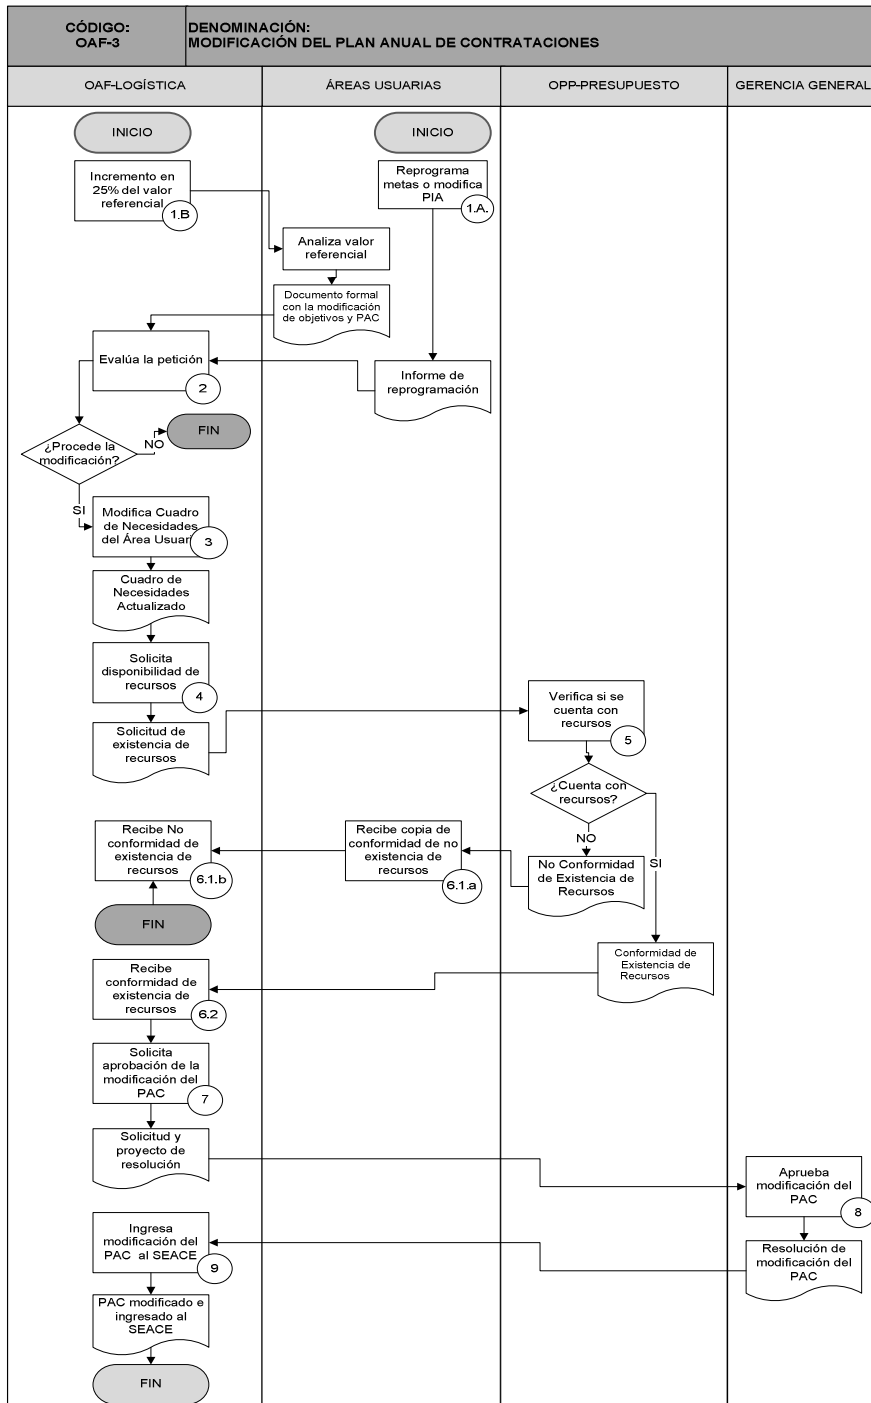 CÓDIGO:
OAF-3
DENOMINACIÓN:
MODIFICACIÓN DEL PLAN ANUAL DE CONTRATACIONES
OAF-LOGÍSTICA
ÁREAS USUARIAS
OPP-PRESUPUESTO
GERENCIA GENERAL
INICIO
INICIO
Incremento en
25% del valor
referencial
1.B
Reprograma
metas o modifica
PIA
1.A.
Analiza valor
referencial
Documento formal
con la modificación
de objetivos y PAC
Evalúa la petición
2
Informe de
reprogramación
¿Procede la
modificación?
NO
FIN
SI
Modifica Cuadro
de Necesidades
del Área Usuari
3
Cuadro de
Necesidades
Actualizado
Solicita
disponibilidad de
recursos
4
Solicitud de
existencia de
recursos
Verifica si se
cuenta con
recursos
5
¿Cuenta con
recursos?
NO
SI
Recibe No
conformidad de
existencia de
recursos
6.1.b
Recibe copia de
conformidad de no
existencia de
recursos
6.1.a
No Conformidad
de Existencia de
Recursos
FIN
Conformidad de
Existencia de
Recursos
Recibe
conformidad de
existencia de
recursos
6.2
Solicita
aprobación de la
modificación del
PAC
7
Solicitud y
proyecto de
resolución
Aprueba
modificación del
PAC
8
Ingresa
modificación del
PAC al SEACE
9
Resolución de
modificación del
PAC
PAC modificado e
ingresado al
SEACE
FIN